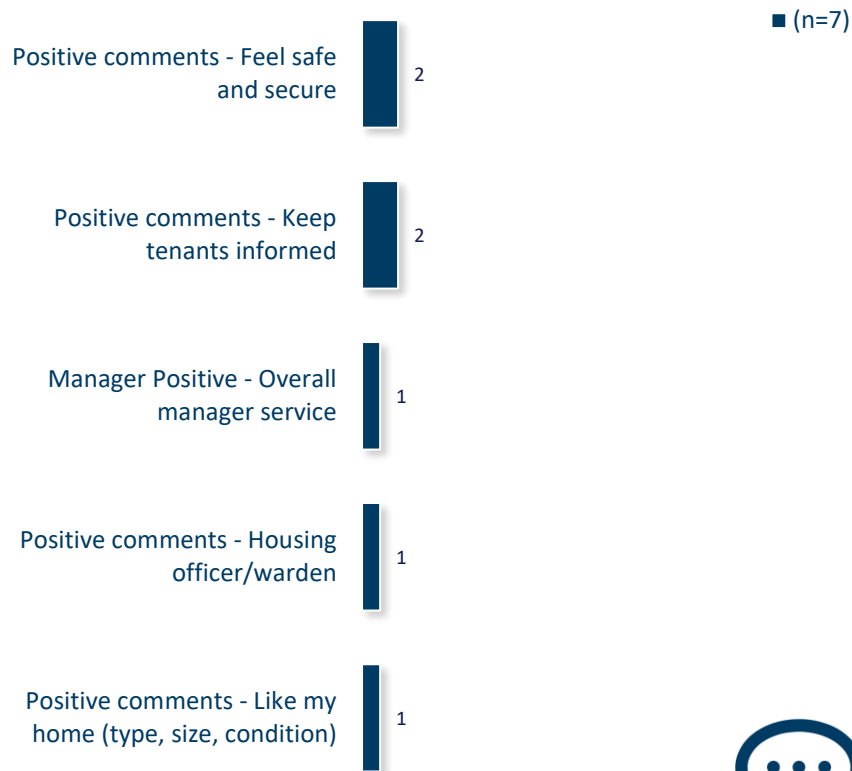 (n=7)
Positive comments - Feel safe
and secure
2
Positive comments - Keep
tenants informed
2
Manager Positive - Overall
manager service
1
Positive comments - Housing
officer/warden
1
Positive comments - Like my
home (type, size, condition)
1